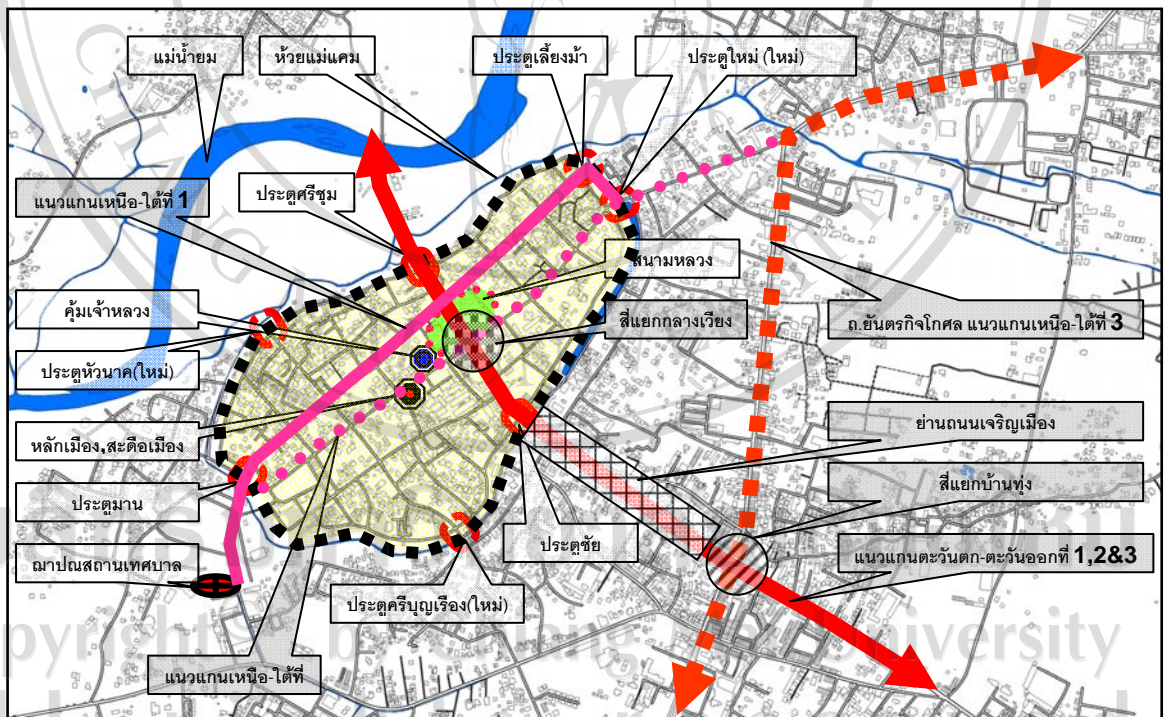 แม่น้ำยม
ห้วยแม่แคม
ประตูเลี้ยงม้า
ประตูใหม่ (ใหม่)
แนวแกนเหนือ-ใต้ที่ 1
ประตูศรีชุม
สนามหลวง
คุ้มเจ้าหลวง
สี่แยกกลางเวียง
ถ.ยันตรกิจโกศล แนวแกนเหนือ-ใต้ที่ 3
ประตูหัวนาค(ใหม่)
ย่านถนนเจริญเมือง
หลักเมือง,สะดือเมือง
สี่แยกบ้านทุ่ง
ประตูมาน
ประตูชัย
แนวแกนตะวันตก-ตะวันออกที่ 1,2&3
ฌาปณสถานเทศบาล
ประตูศรีบุญเรือง(ใหม่)
แนวแกนเหนือ-ใต้ที่